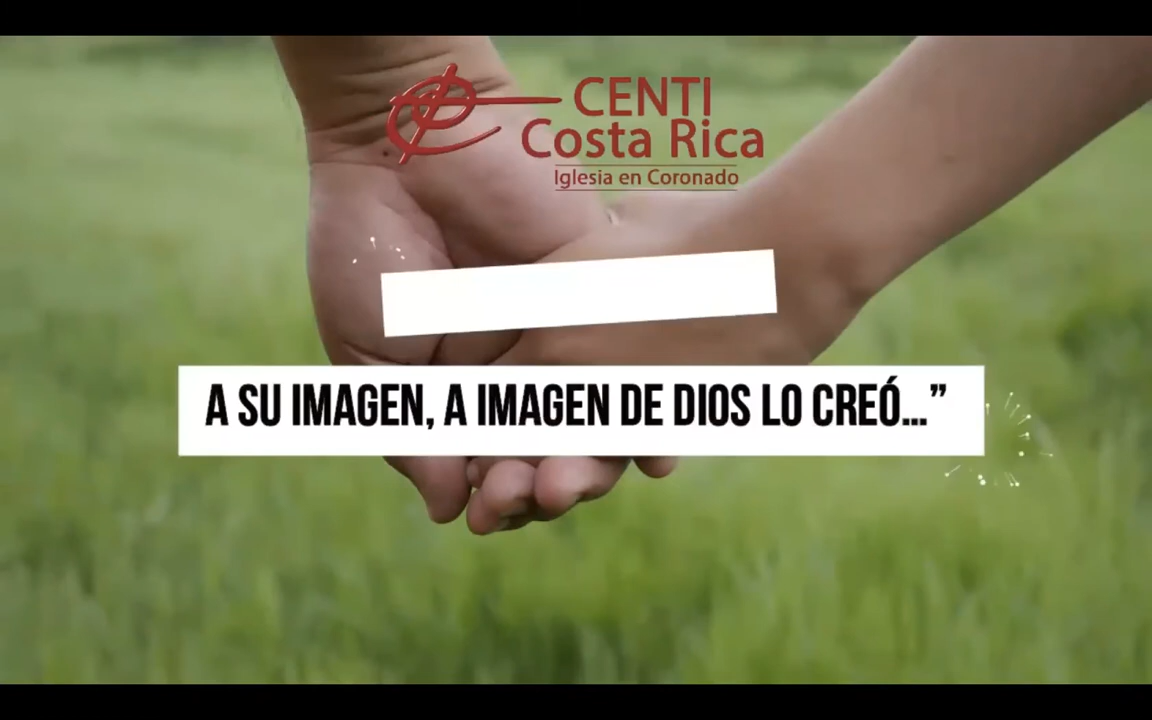 CENTI
Costa Rica
Iglesia en Coronado
A SU IMAGEN, A IMAGEN DE DIOS LO CREÓ...”